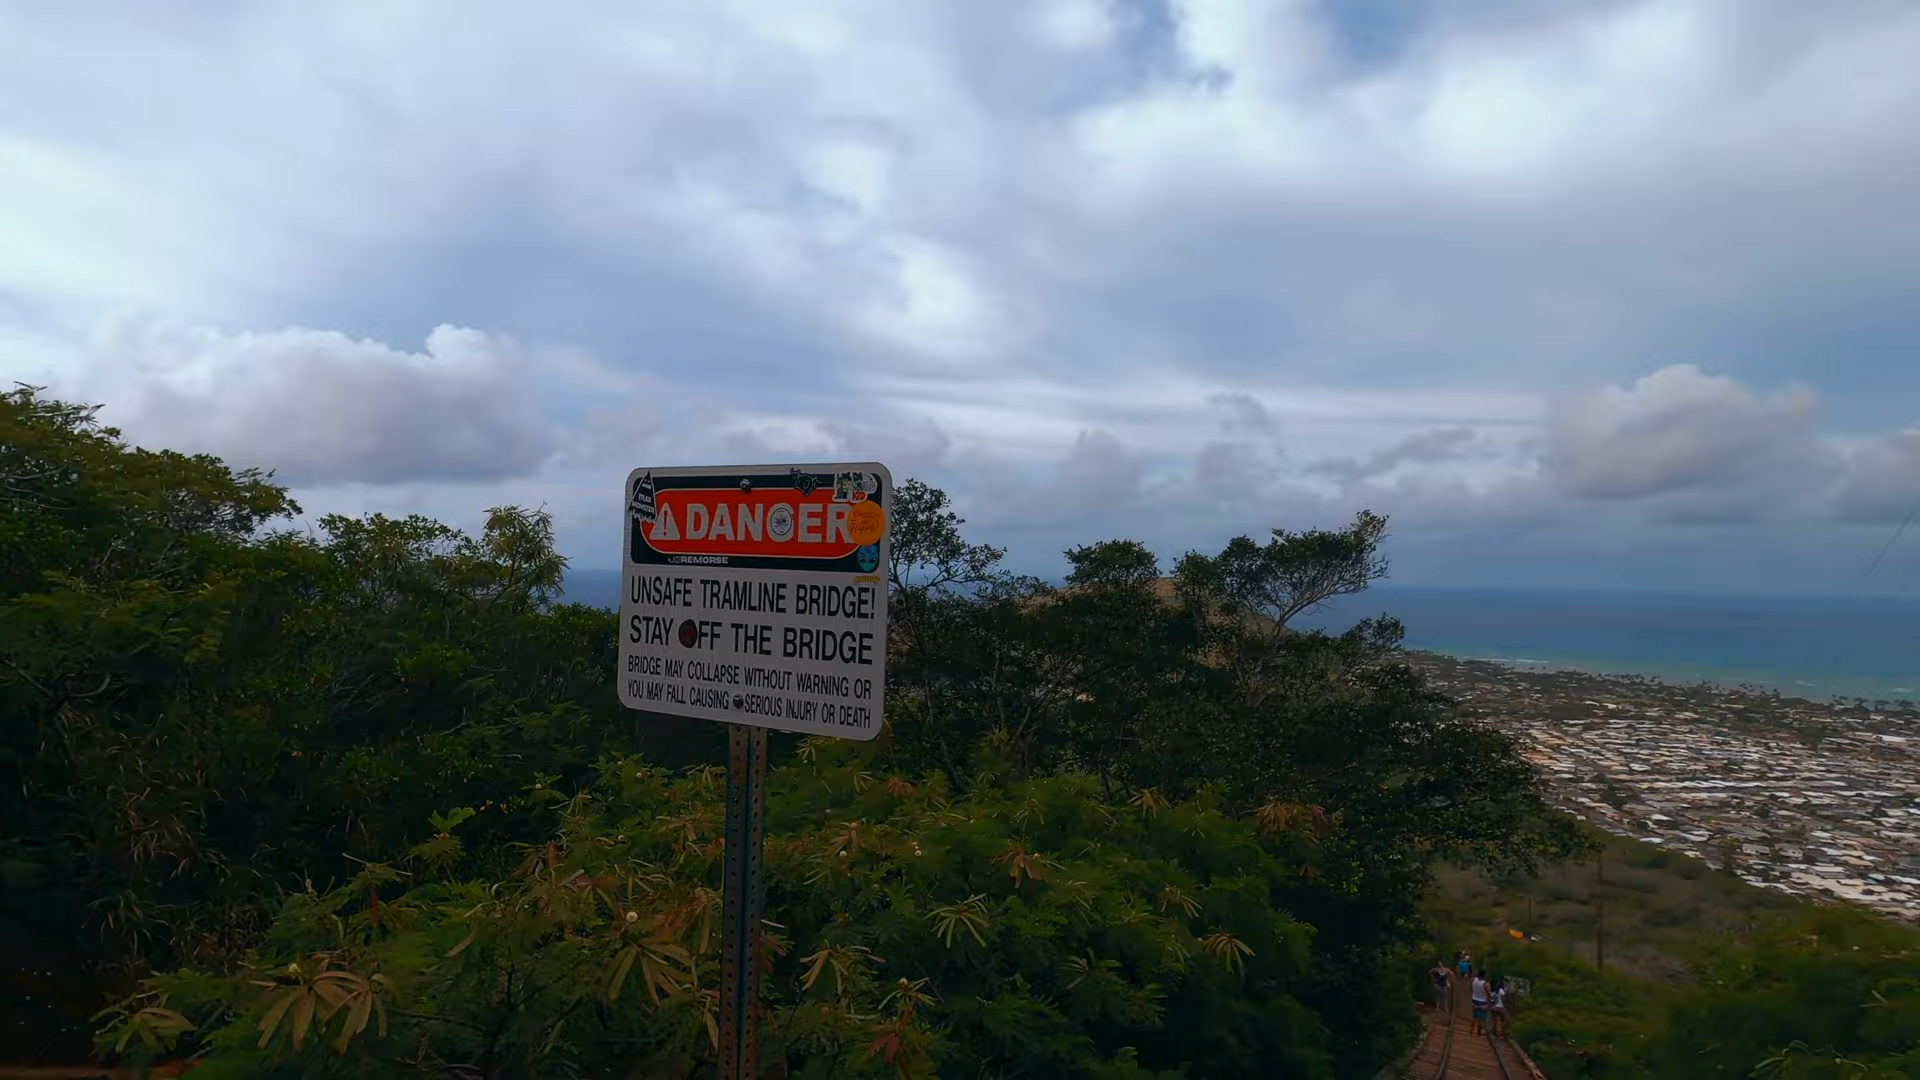 DANGER
REMORSE
UNSAFE TRAMLINE BRIDGE!
STAY OFF THE BRIDGE
BRIDGE MAY COLLAPSE WITHOUT WARNING OR
YOU MAY FALL CAUSING SERIOUS INJURY OR DEATH